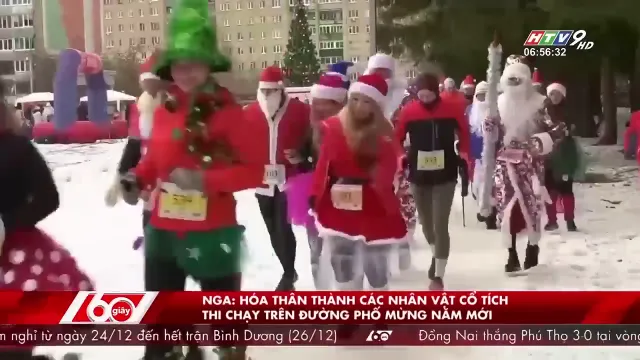 HTV9 HD
06:56:32
60 giây
NGA: HÓA THÂN THÀNH CÁC NHÂN VẬT CỔ TÍCH
THI CHẠY TRÊN ĐƯỜNG PHỐ MỪNG NĂM MỚI
m nghỉ từ ngày 24/12 đến hết trận Bình Dương (26/12) Đồng Nai thắng Phú Thọ 3-0 tại vòng